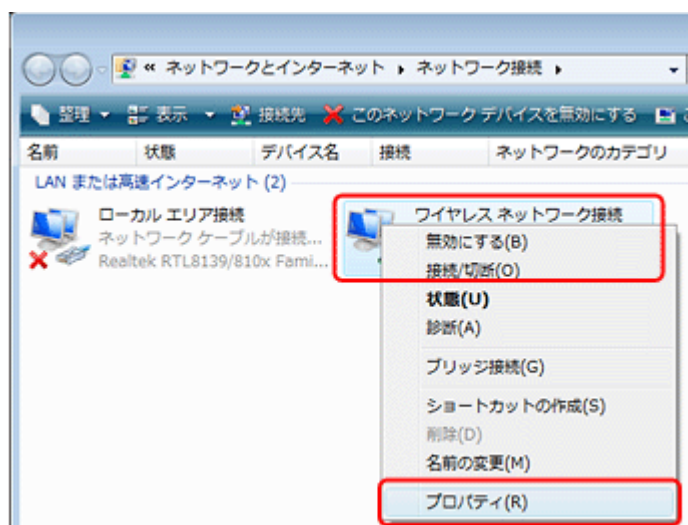 « ネットワークとインターネット ▸ ネットワーク接続 ▸
整理 表示 接続先 このネットワーク デバイスを無効にする
名前 状態 デバイス名 接続 ネットワークのカテゴリ
LAN または高速インターネット (2)
ローカル エリア接続
ネットワーク ケーブルが接続...
Realtek RTL8139/810x Fami...
ワイヤレス ネットワーク接続
無効にする(B)
接続/切断(O)
状態(U)
診断(A)
ブリッジ接続(G)
ショートカットの作成(S)
削除(D)
名前の変更(M)
プロパティ(R)